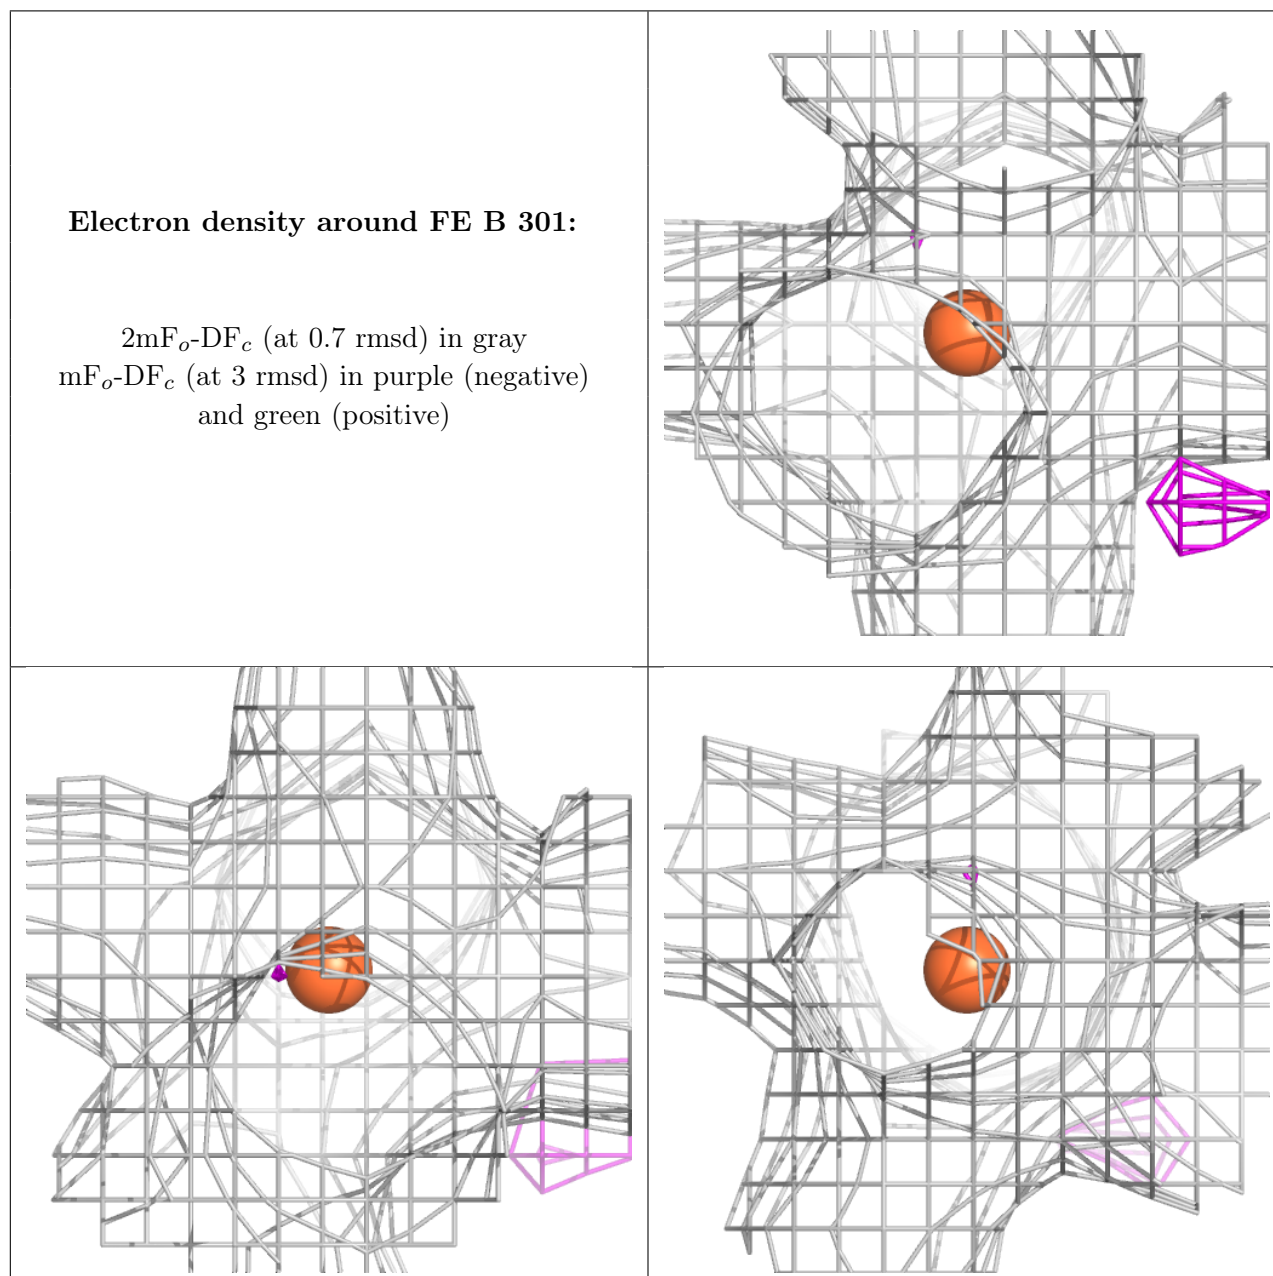 Electron density around FE B 301:
2mFo-DFc (at 0.7 rmsd) in gray
mFo-DFc (at 3 rmsd) in purple (negative)
and green (positive)